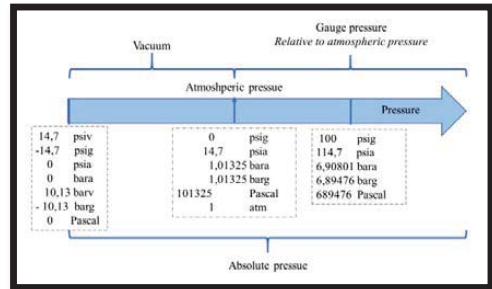 Gauge pressure
Relative to atmospheric pressure
Vacuum
Atmoshperic pressue
Pressure
14,7 psiv
-14,7 psig
0 psia
0 bara
10,13 barv
- 10,13 barg
0 Pascal
0 psig
14,7 psia
1,01325 bara
1,01325 barg
101325 Pascal
1 atm
100 psig
114,7 psia
6,90801 bara
6,89476 barg
689476 Pascal
Absolute pressue